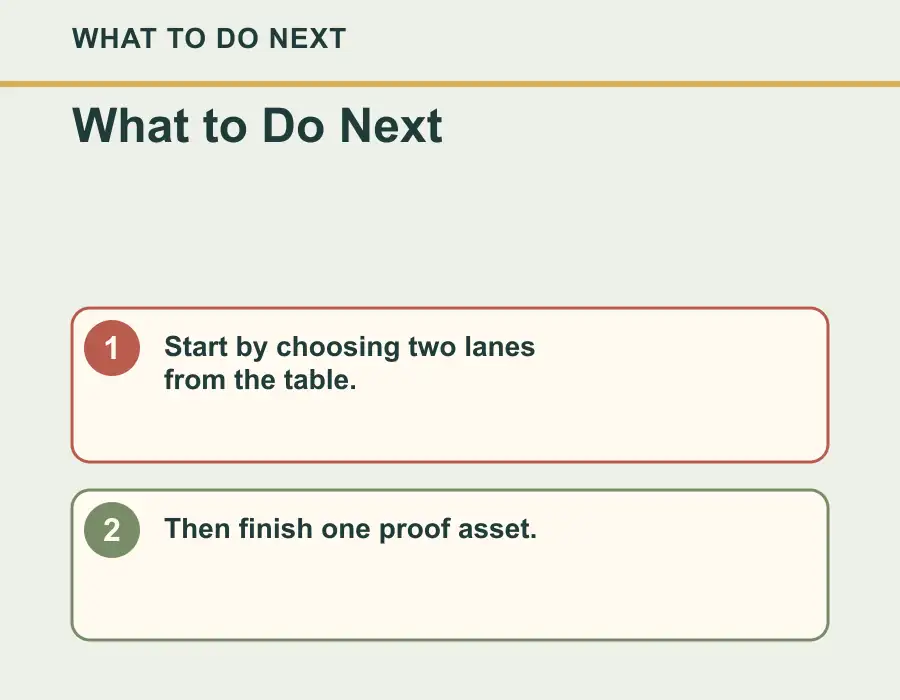 WHAT TO DO NEXT
What to Do Next
1
Start by choosing two lanes
from the table.
2
Then finish one proof asset.